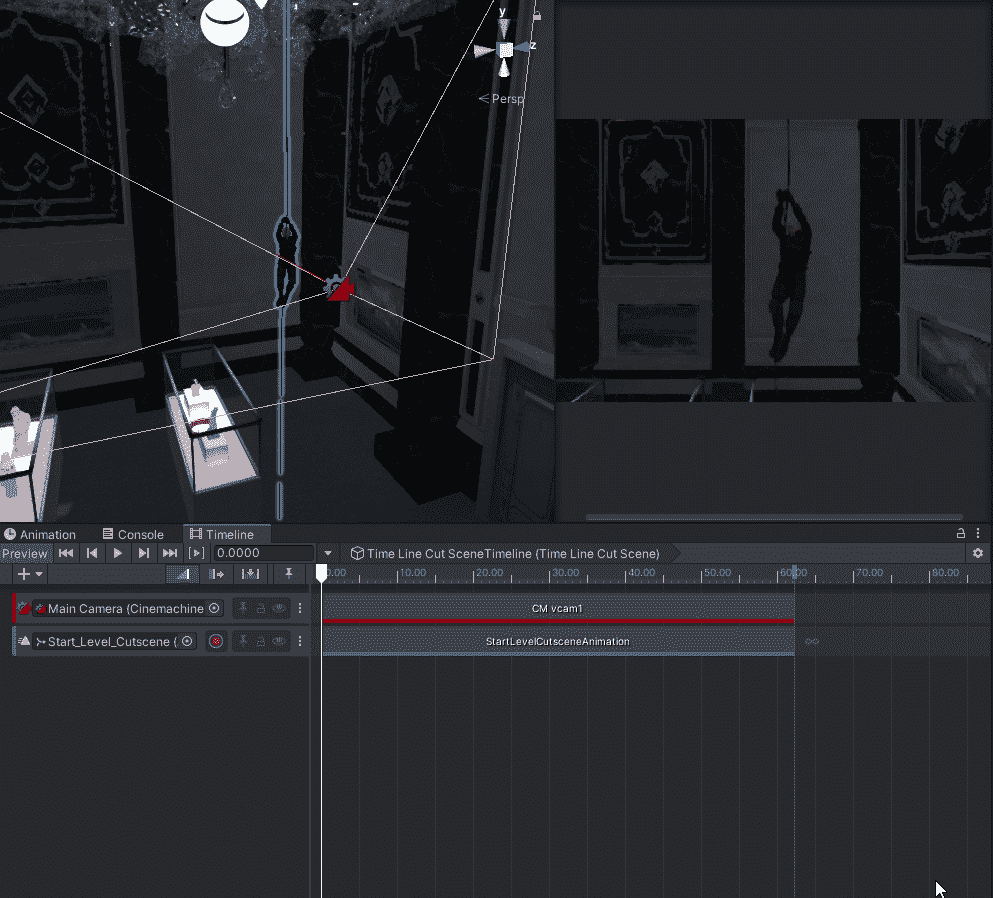 y
z
Persp
Animation
Console
Timeline
Preview
0.0000
Time Line Cut SceneTimeline (Time Line Cut Scene)
0.00 10.00 20.00 30.00 40.00 50.00 60.00 70.00 80.00
Main Camera (Cinemachine
CM vcam1
Start_Level_Cutscene (
StartLevelCutsceneAnimation